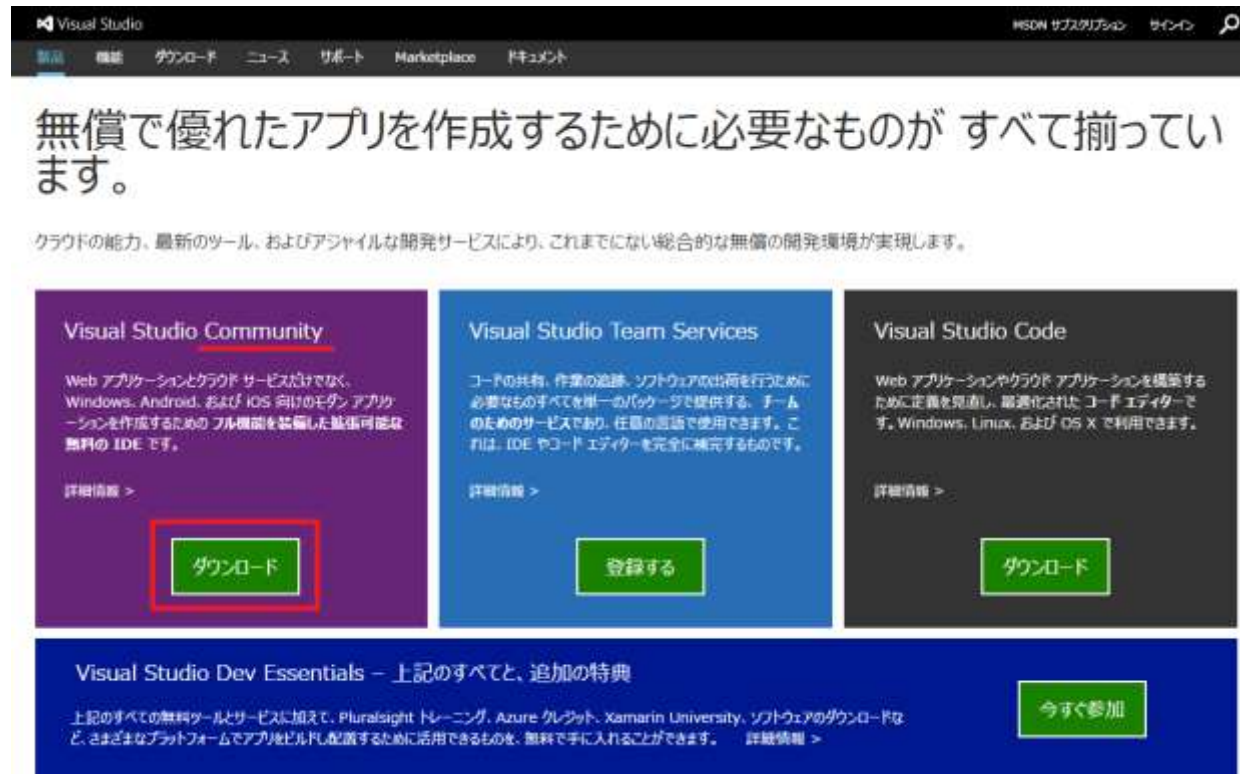 Visual Studio
MSDN サブスクリプション サインイン
製品 機能 ダウンロード ニュース サポート Marketplace ドキュメント
無償で優れたアプリを作成するために必要なものが すべて揃ってい
ます。
クラウドの能力、最新のツール、およびアジャイルな開発サービスにより、これまでにない総合的な無償の開発環境が実現します。
Visual Studio Community
Web アプリケーションとクラウド サービスだけでなく、
Windows、Android、および iOS 向けのモダン アプリケ
ーションを作成するための フル機能を装備した拡張可能な
無料の IDE です。
詳細情報 >
ダウンロード
Visual Studio Team Services
コードの共有、作業の追跡、ソフトウェアの出荷を行うために
必要なものすべてを単一のパッケージで提供する、チーム
のためのサービスであり、任意の言語で使用できます。こ
れは、IDE やコード エディターを完全に補完するものです。
詳細情報 >
登録する
Visual Studio Code
Web アプリケーションやクラウド アプリケーションを構築する
ために定義を見直し、最適化された コード エディターで
す。Windows、Linux、および OS X で利用できます。
詳細情報 >
ダウンロード
Visual Studio Dev Essentials – 上記のすべてと、追加の特典
上記のすべての無料ツールとサービスに加えて、Pluralsight トレーニング、Azure クレジット、Xamarin University、ソフトウェアのダウンロードな
ど、さまざまなプラットフォームでアプリをビルドし配置するために活用できるものを、無料で手に入れることができます。 詳細情報 >
今すぐ参加